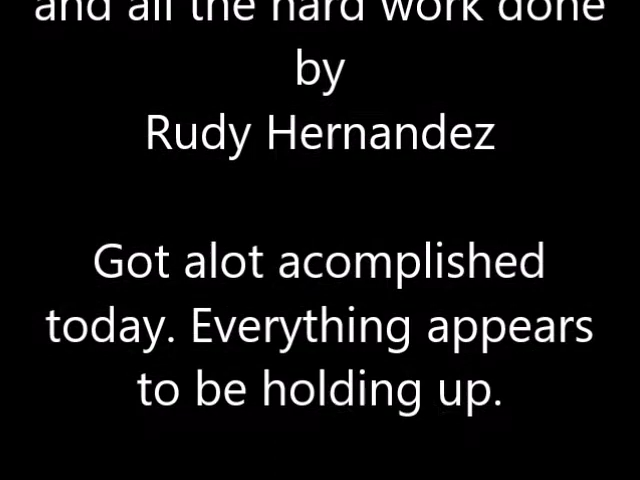 and all the hard work done
by
Rudy Hernandez
Got alot acomplished
today. Everything appears
to be holding up.